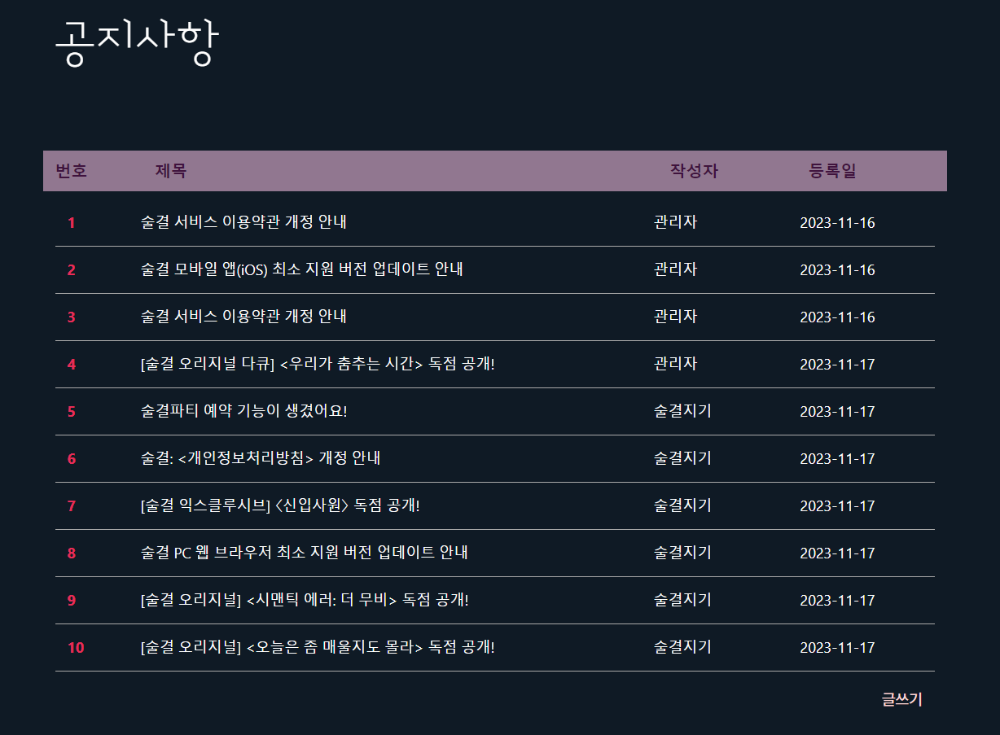 공지사항
번호 제목 작성자 등록일
1 술결 서비스 이용약관 개정 안내 관리자 2023-11-16
2 술결 모바일 앱(iOS) 최소 지원 버전 업데이트 안내 관리자 2023-11-16
3 술결 서비스 이용약관 개정 안내 관리자 2023-11-16
4 [술결 오리지널 다큐] <우리가 춤추는 시간> 독점 공개! 관리자 2023-11-17
5 술결파티 예약 기능이 생겼어요! 술결지기 2023-11-17
6 술결: <개인정보처리방침> 개정 안내 술결지기 2023-11-17
7 [술결 익스클루시브] 〈신입사원〉 독점 공개! 술결지기 2023-11-17
8 술결 PC 웹 브라우저 최소 지원 버전 업데이트 안내 술결지기 2023-11-17
9 [술결 오리지널] <시맨틱 에러: 더 무비> 독점 공개! 술결지기 2023-11-17
10 [술결 오리지널] <오늘은 좀 매울지도 몰라> 독점 공개! 술결지기 2023-11-17
글쓰기